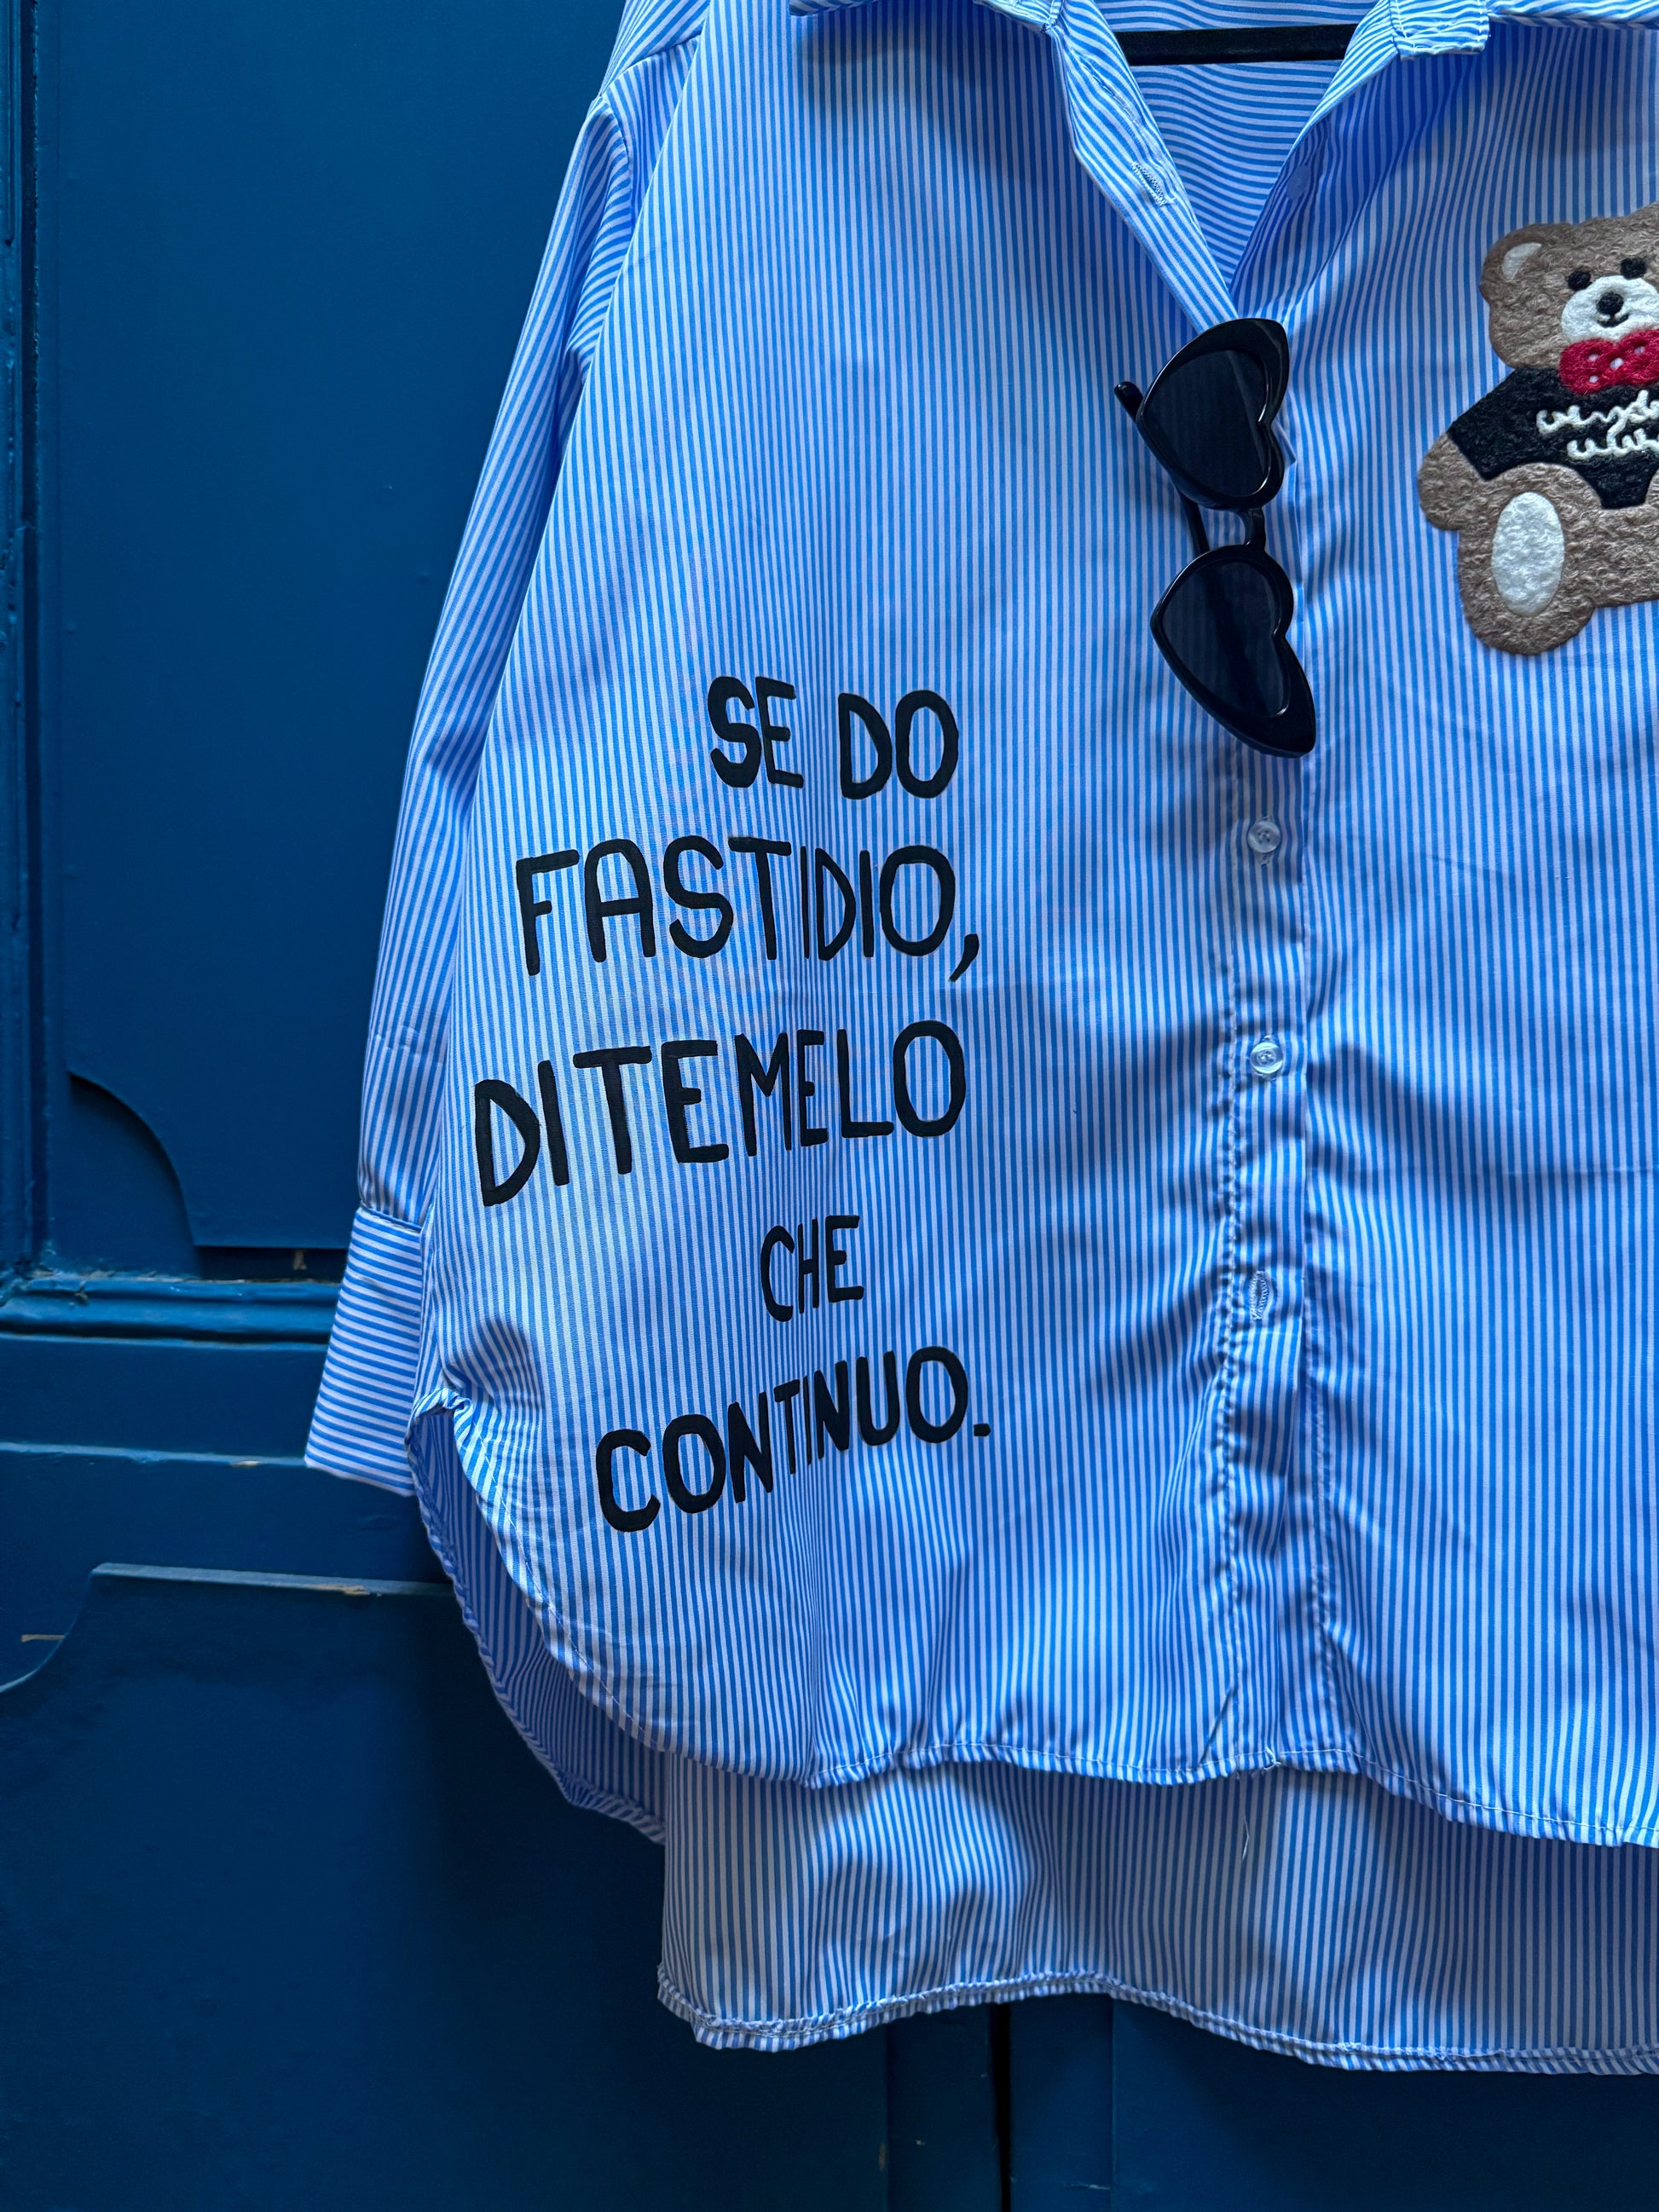 SE DO
FASTIDIO,
DITEMELO
CHE
CONTINUO.